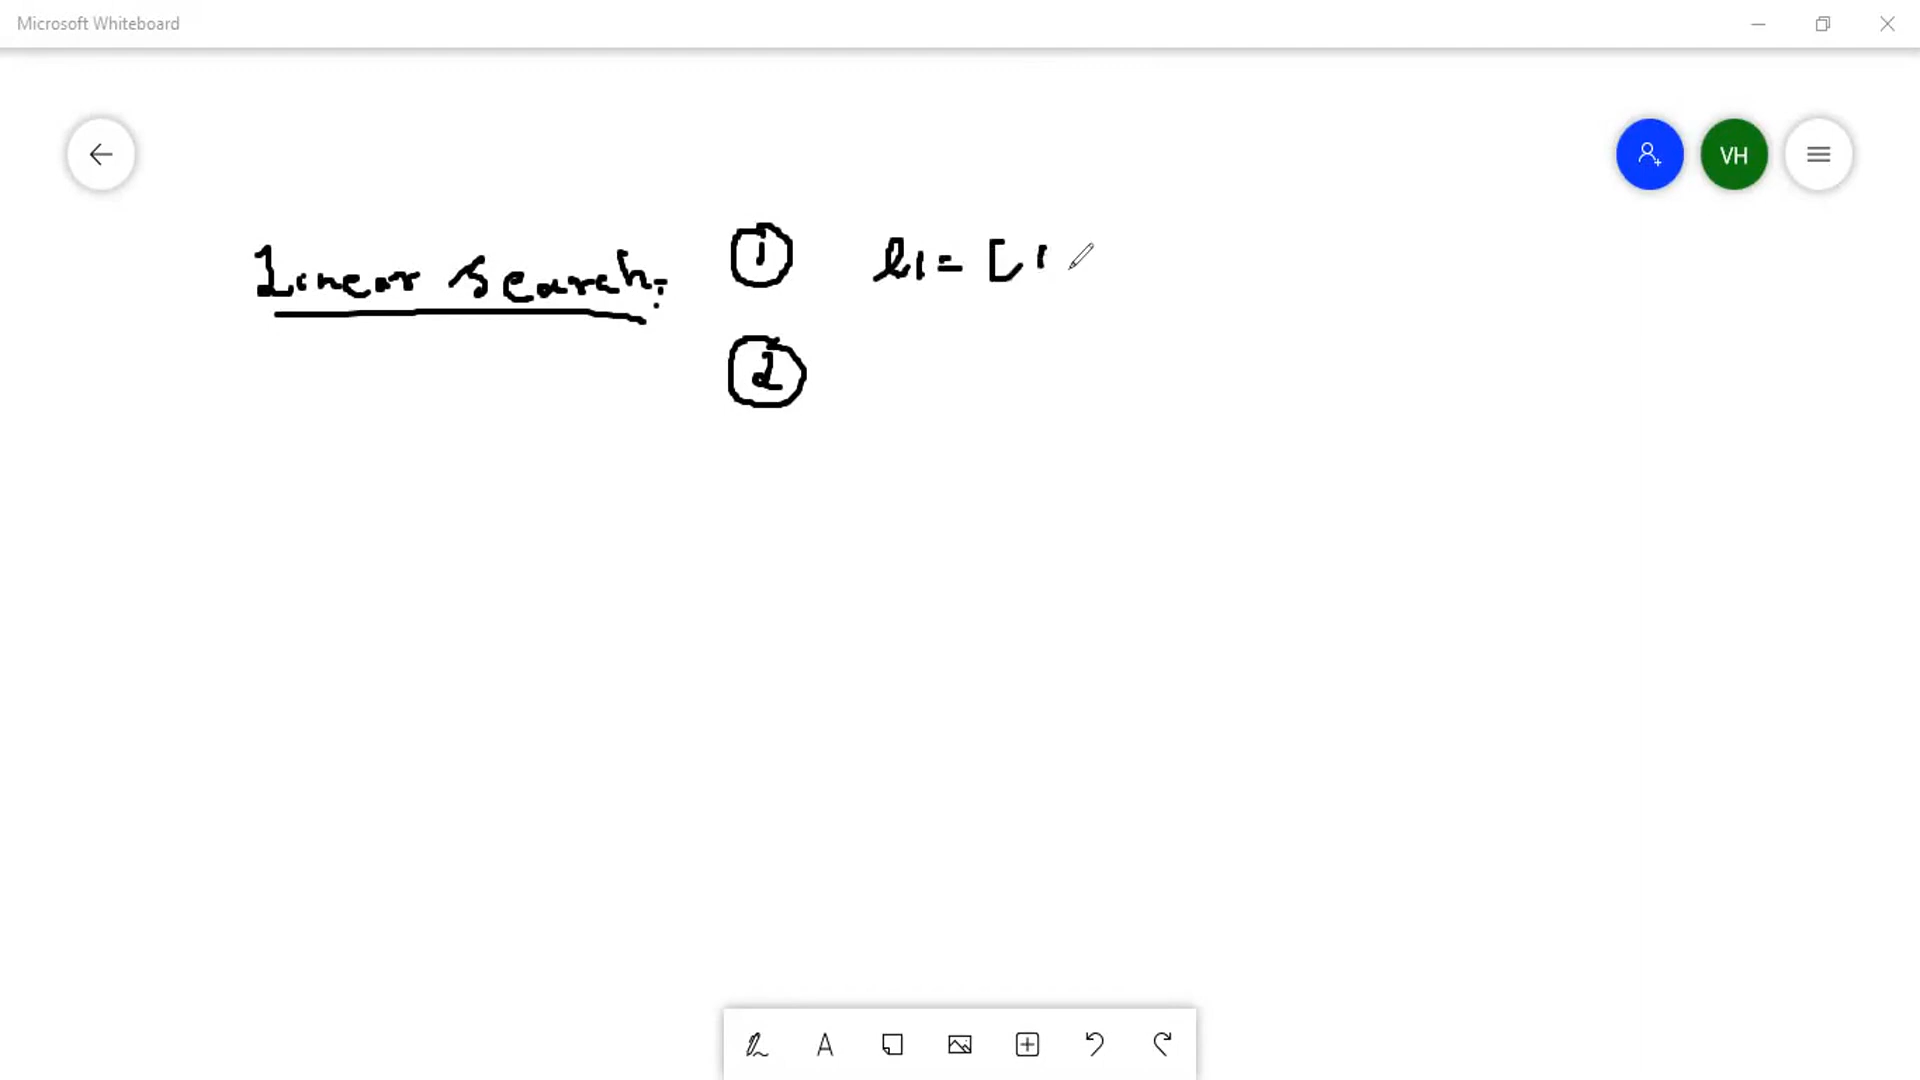 Microsoft Whiteboard
VH
Linear Search:
① l1 = [1
②
A